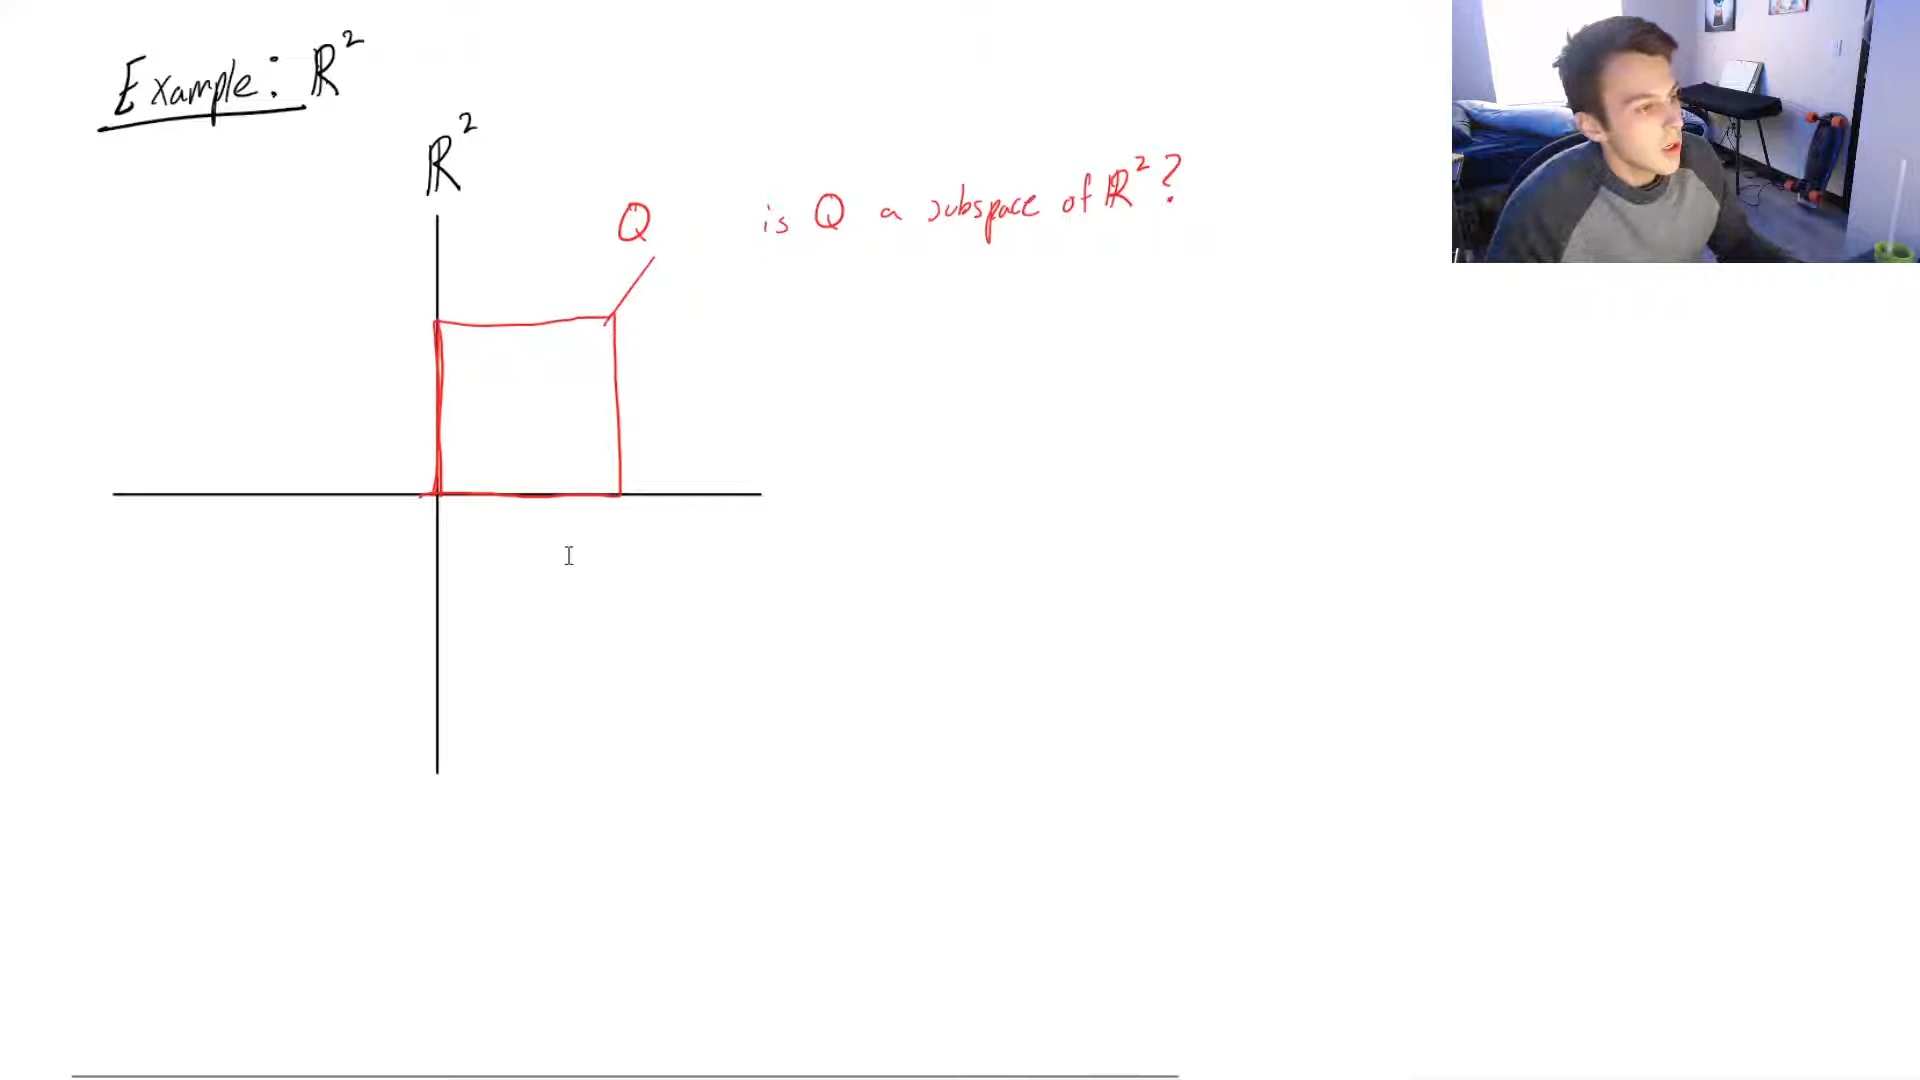 Example: ℝ²
ℝ²
Q
is Q a subspace of ℝ²?